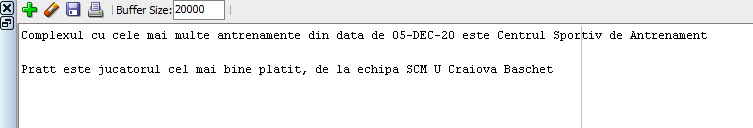 Buffer Size: 20000
Complexul cu cele mai multe antrenamente din data de 05-DEC-20 este Centrul Sportiv de Antrenament
Pratt este jucatorul cel mai bine platit, de la echipa SCM U Craiova Baschet